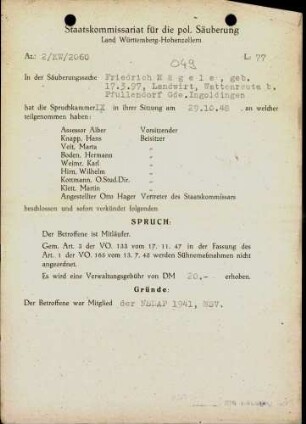 Staatskommissariat für die pol. Säuberung
Land Württemberg-Hohenzollern
Az.: 2/KW/2060
L 77
049
In der Säuberungssache Friedrich Nägele, geb.
17.3.97, Landwirt, Wattenreute b.
Pfullendorf Gde.Ingoldingen
hat die Spruchkammer IX in ihrer Sitzung am 29.10.48 an welcher
teilgenommen haben:
Assessor Alber Vorsitzender
Knapp, Hans Beisitzer
Veit, Marta "
Boden, Hermann "
Weimr, Karl "
Hirn, Wilhelm "
Kottmann, O.Stud.Dir. "
Klett, Martin "
Angestellter Otto Hager Vertreter des Staatskommissars
beschlossen und sofort verkündet folgenden
SPRUCH:
Der Betroffene ist Mitläufer.
Gem. Art. 2 der VO. 133 vom 17. 11. 47 in der Fassung des
Art. 1 der VO. 165 vom 13. 7. 48 werden Sühnemaßnahmen nicht
angeordnet.
Es wird eine Verwaltungsgebühr von DM 20.- erhoben.
Gründe:
Der Betroffene war Mitglied der NSDAP 1941, NSV.